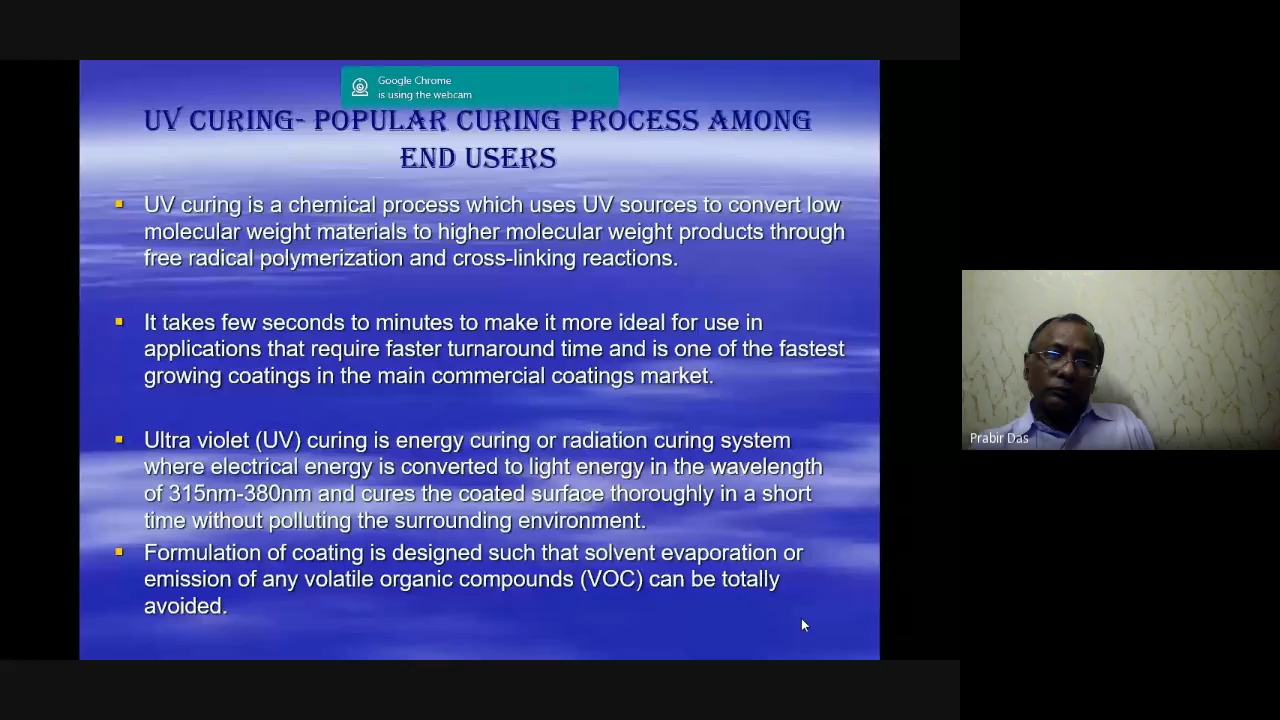 Google Chrome
is using the webcam
UV CURING- POPULAR CURING PROCESS AMONG
END USERS
UV curing is a chemical process which uses UV sources to convert low
molecular weight materials to higher molecular weight products through
free radical polymerization and cross-linking reactions.
It takes few seconds to minutes to make it more ideal for use in
applications that require faster turnaround time and is one of the fastest
growing coatings in the main commercial coatings market.
Ultra violet (UV) curing is energy curing or radiation curing system
where electrical energy is converted to light energy in the wavelength
of 315nm-380nm and cures the coated surface thoroughly in a short
time without polluting the surrounding environment.
Formulation of coating is designed such that solvent evaporation or
emission of any volatile organic compounds (VOC) can be totally
avoided.
Prabir Das